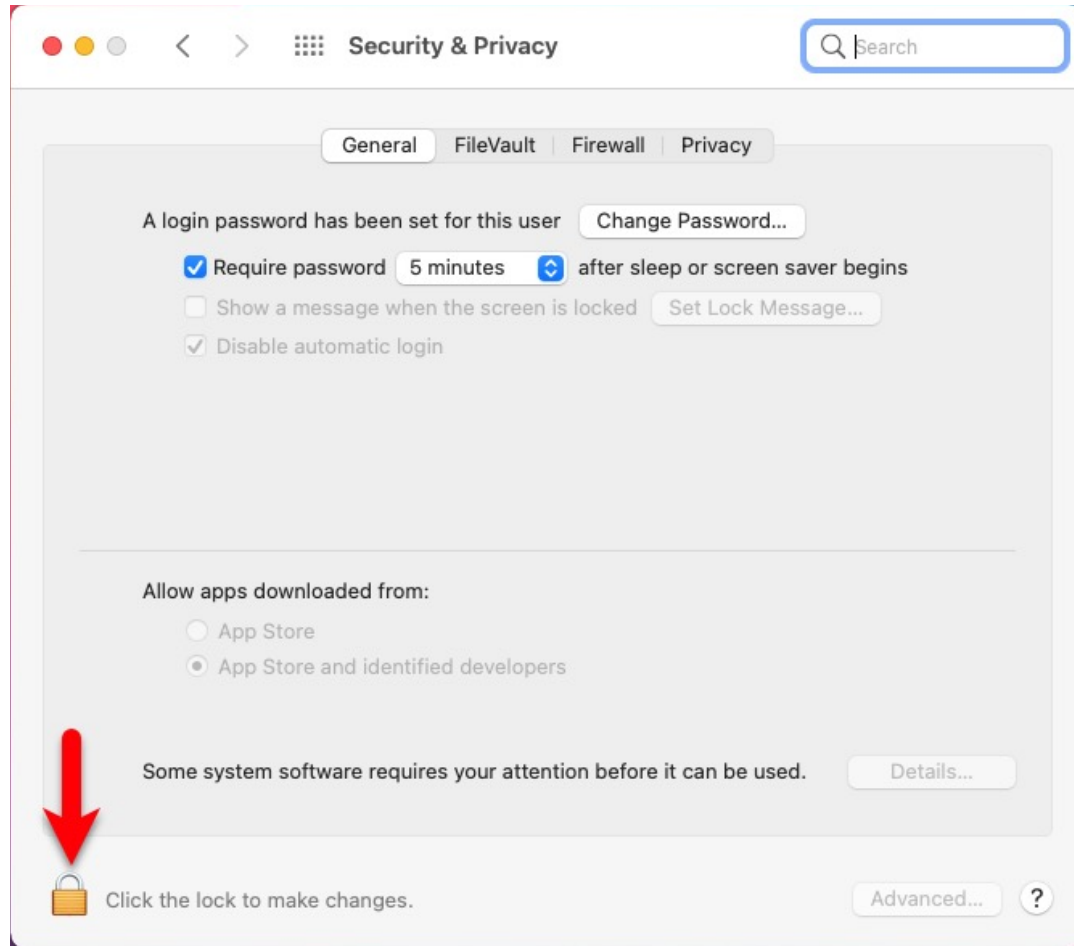 Security & Privacy Search
General FileVault Firewall Privacy
A login password has been set for this user Change Password...
Require password 5 minutes after sleep or screen saver begins
Show a message when the screen is locked Set Lock Message...
Disable automatic login
Allow apps downloaded from:
App Store
App Store and identified developers
Some system software requires your attention before it can be used. Details...
Click the lock to make changes. Advanced... ?